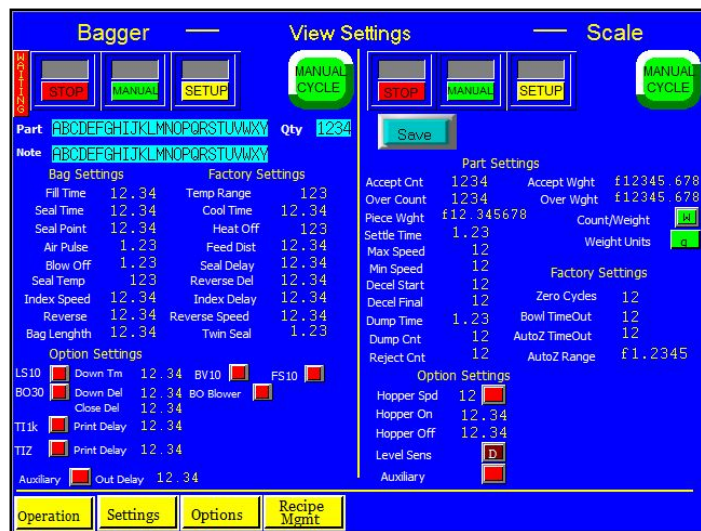 Bagger — View Settings — Scale
WAITING
STOP MANUAL SETUP MANUAL CYCLE
STOP MANUAL SETUP MANUAL CYCLE
Part ABCDEFGHIJKLMNOPQRSTUVWXY Qty 1234
Note ABCDEFGHIJKLMNOPQRSTUVWXY
Save
Bag Settings
Fill Time 12.34
Seal Time 12.34
Seal Point 12.34
Air Pulse 1.23
Blow Off 1.23
Seal Temp 123
Index Speed 12.34
Reverse 12.34
Bag Lenghth 12.34
Factory Settings
Temp Range 123
Cool Time 12.34
Heat Off 123
Feed Dist 12.34
Seal Delay 12.34
Reverse Del 12.34
Index Delay 12.34
Reverse Speed 12.34
Twin Seal 1.23
Option Settings
LS10 Down Tm 12.34 BV10 FS10
BO30 Down Del 12.34 BO Blower
Close Del 12.34
TI1k Print Delay 12.34
TIZ Print Delay 12.34
Auxiliary Out Delay 12.34
Part Settings
Accept Cnt 1234
Over Count 1234
Piece Wght f12.345678
Settle Time 1.23
Max Speed 12
Min Speed 12
Decel Start 12
Decel Final 12
Dump Time 1.23
Dump Cnt 12
Reject Cnt 12
Accept Wght f12345.678
Over Wght f12345.678
Count/Weight W
Weight Units g
Factory Settings
Zero Cycles 12
Bowl TimeOut 12
AutoZ TimeOut 12
AutoZ Range f1.2345
Option Settings
Hopper Spd 12
Hopper On 12.34
Hopper Off 12.34
Level Sens D
Auxiliary
Operation Settings Options Recipe Mgmt